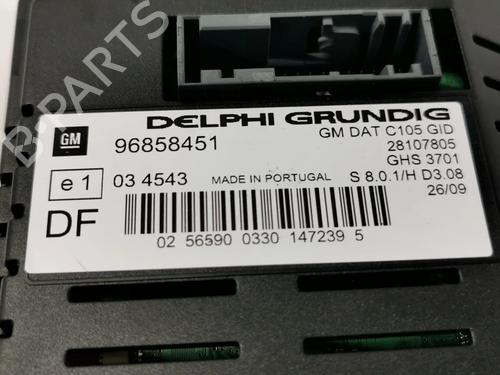 B-PARTS
DELPHI GRUNDIG
GM
96858451
GM DAT C105 GID
28107805
GHS 3701
e1
03 4543
MADE IN PORTUGAL
S 8.0.1/H D3.08
26/09
DF
02 56590 0330 147239 5